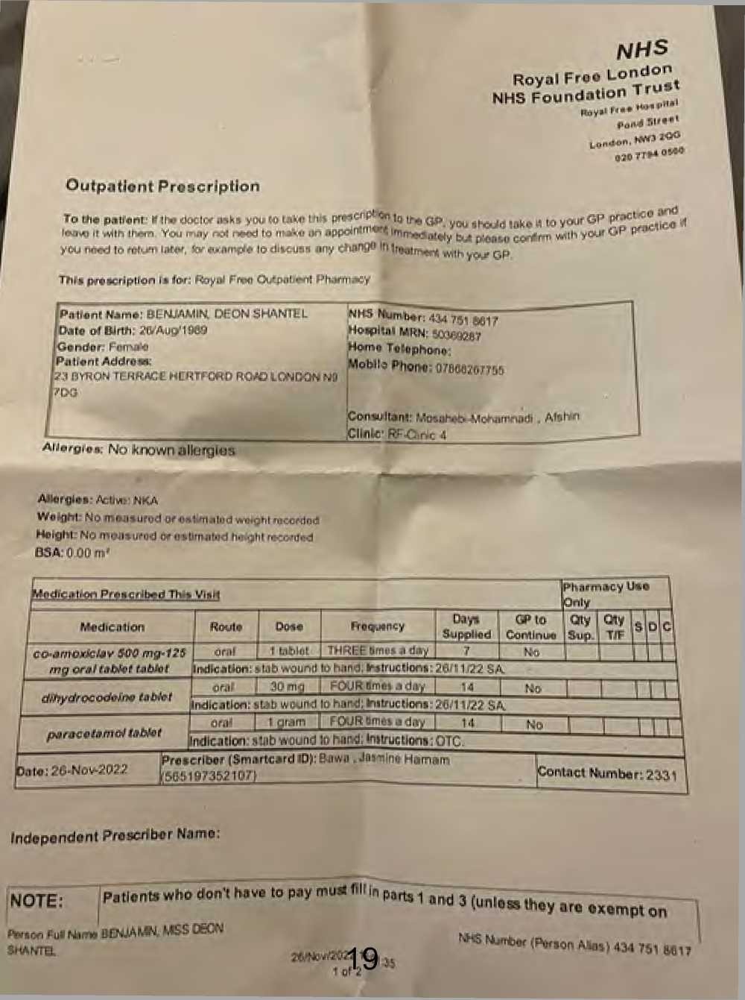 NHS
Royal Free London
NHS Foundation Trust
Royal Free Hospital
Pond Street
London, NW3 2QG
020 7794 0500
Outpatient Prescription
To the patient: If the doctor asks you to take this prescription to the GP, you should take it to your GP practice and
leave it with them. You may not need to make an appointment immediately but please confirm with your GP practice if
you need to return later, for example to discuss any change in treatment with your GP.
This prescription is for: Royal Free Outpatient Pharmacy
Patient Name: BENJAMIN, DEON SHANTEL
Date of Birth: 26/Aug/1989
Gender: Female
Patient Address:
23 BYRON TERRACE HERTFORD ROAD LONDON N9
7DG
NHS Number: 434 751 8617
Hospital MRN: 50369287
Home Telephone:
Mobile Phone: 07868267755
Consultant: Mosahebi-Mohamnadi , Afshin
Clinic: RF-Clinic 4
Allergies: No known allergies
Allergies: Active: NKA
Weight: No measured or estimated weight recorded
Height: No measured or estimated height recorded
BSA: 0.00 m²
Medication Prescribed This Visit
Pharmacy Use
Only
Medication Route Dose Frequency Days Supplied GP to Continue Qty Sup. Qty T/F S D C
co-amoxiclav 500 mg-125 mg oral tablet tablet oral 1 tablet THREE times a day 7 No
Indication: stab wound to hand; Instructions: 26/11/22 SA.
dihydrocodeine tablet oral 30 mg FOUR times a day 14 No
Indication: stab wound to hand; Instructions: 26/11/22 SA.
paracetamol tablet oral 1 gram FOUR times a day 14 No
Indication: stab wound to hand; Instructions: OTC.
Date: 26-Nov-2022
Prescriber (Smartcard ID): Bawa , Jasmine Harnam
(565197352107)
Contact Number: 2331
Independent Prescriber Name:
NOTE: Patients who don't have to pay must fill in parts 1 and 3 (unless they are exempt on
Person Full Name BENJAMIN, MISS DEON
SHANTEL
NHS Number (Person Alias) 434 751 8617
26/Nov/202
:35
1 of 2
19